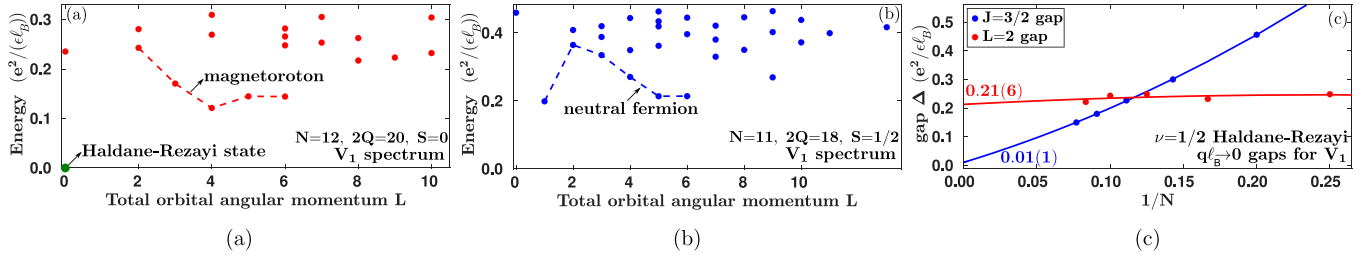 (a)
Energy (e²/(ϵℓ_B))
0.3
0.2
0.1
0.0
magnetoroton
N=12, 2Q=20, S=0
V₁ spectrum
Haldane-Rezayi state
0 2 4 6 8 10
Total orbital angular momentum L
(a)
(b)
Energy (e²/(ϵℓ_B))
0.4
0.2
0.0
neutral fermion
N=11, 2Q=18, S=1/2
V₁ spectrum
0 2 4 6 8 10 12
Total orbital angular momentum L
(b)
(c)
gap Δ (e²/ϵℓ_B)
0.5
0.4
0.3
0.2
0.1
0.0
J=3/2 gap
L=2 gap
0.21(6)
0.01(1)
ν=1/2 Haldane-Rezayi
qℓ_B→0 gaps for V₁
0.00 0.05 0.10 0.15 0.20 0.25
1/N
(c)